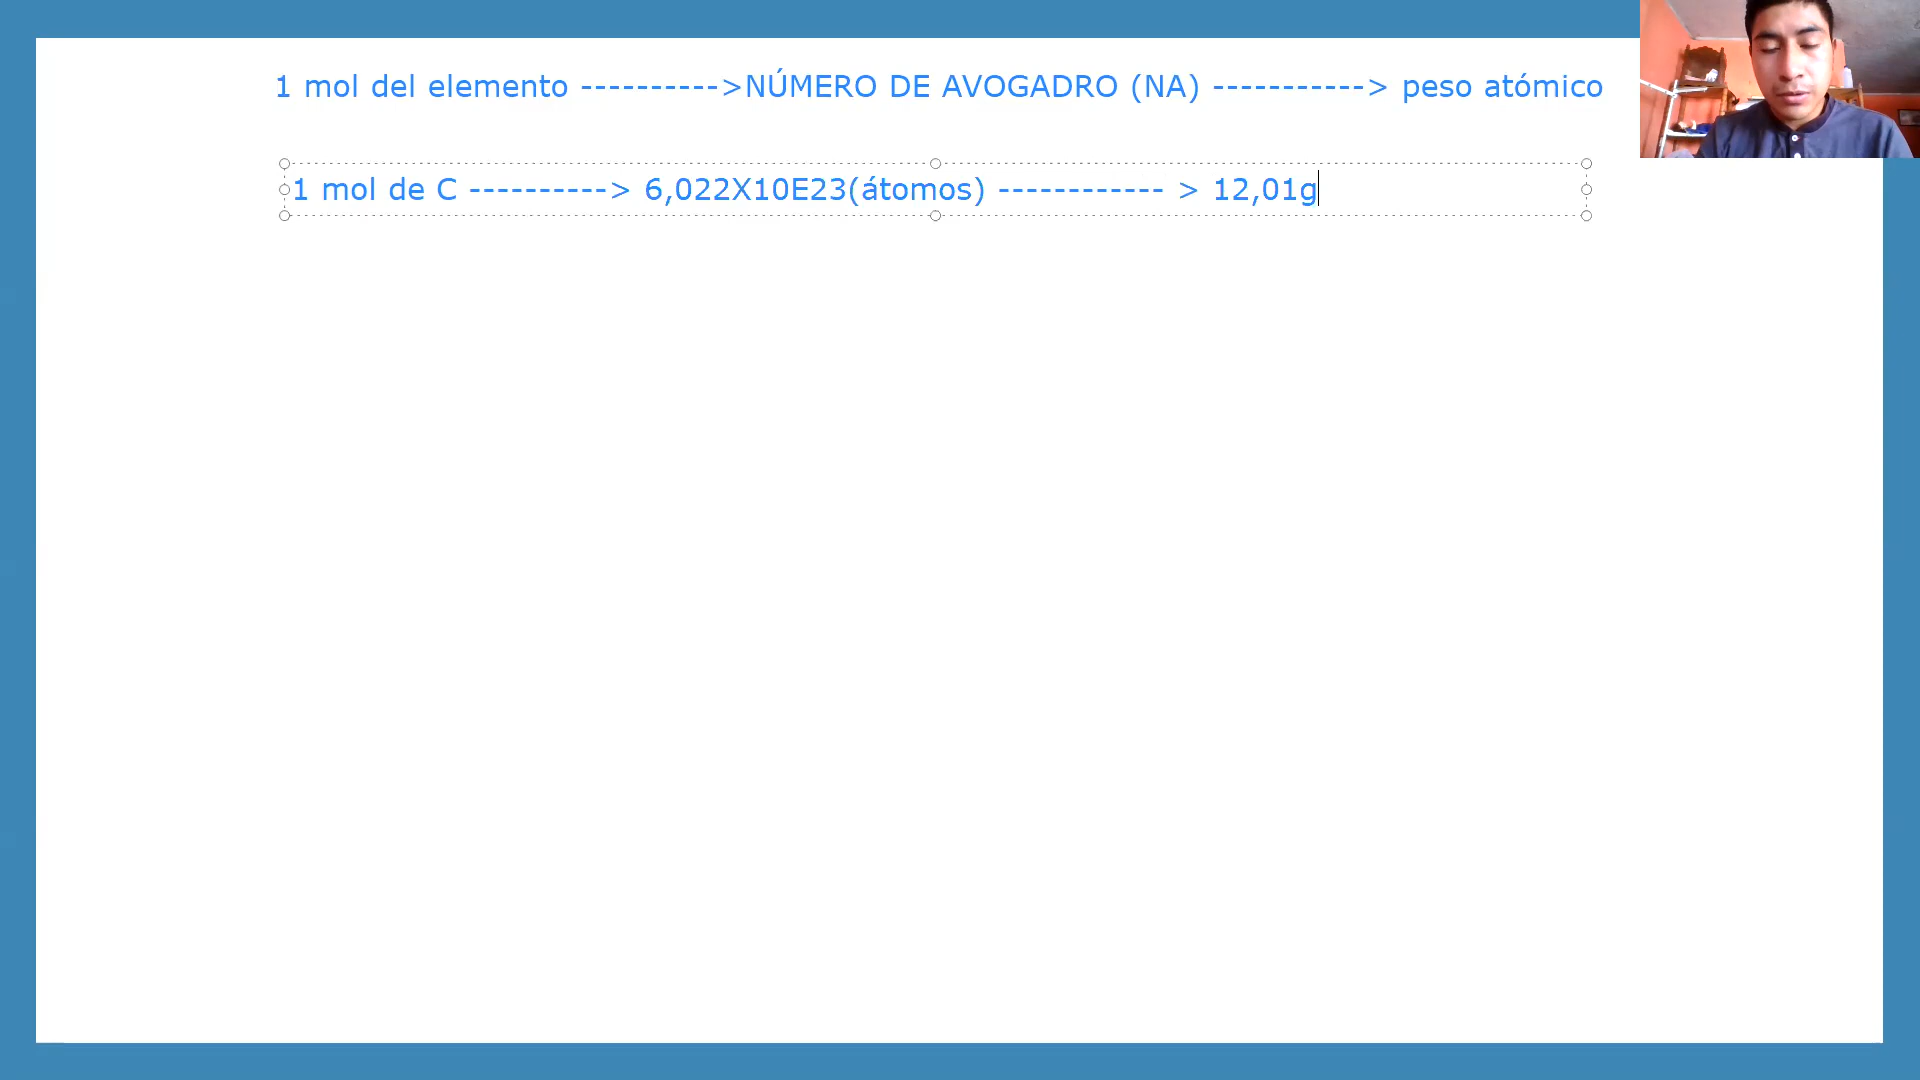 1 mol del elemento ---------->NÚMERO DE AVOGADRO (NA) -----------> peso atómico
1 mol de C ----------> 6,022X10E23(átomos) ------------ > 12,01g